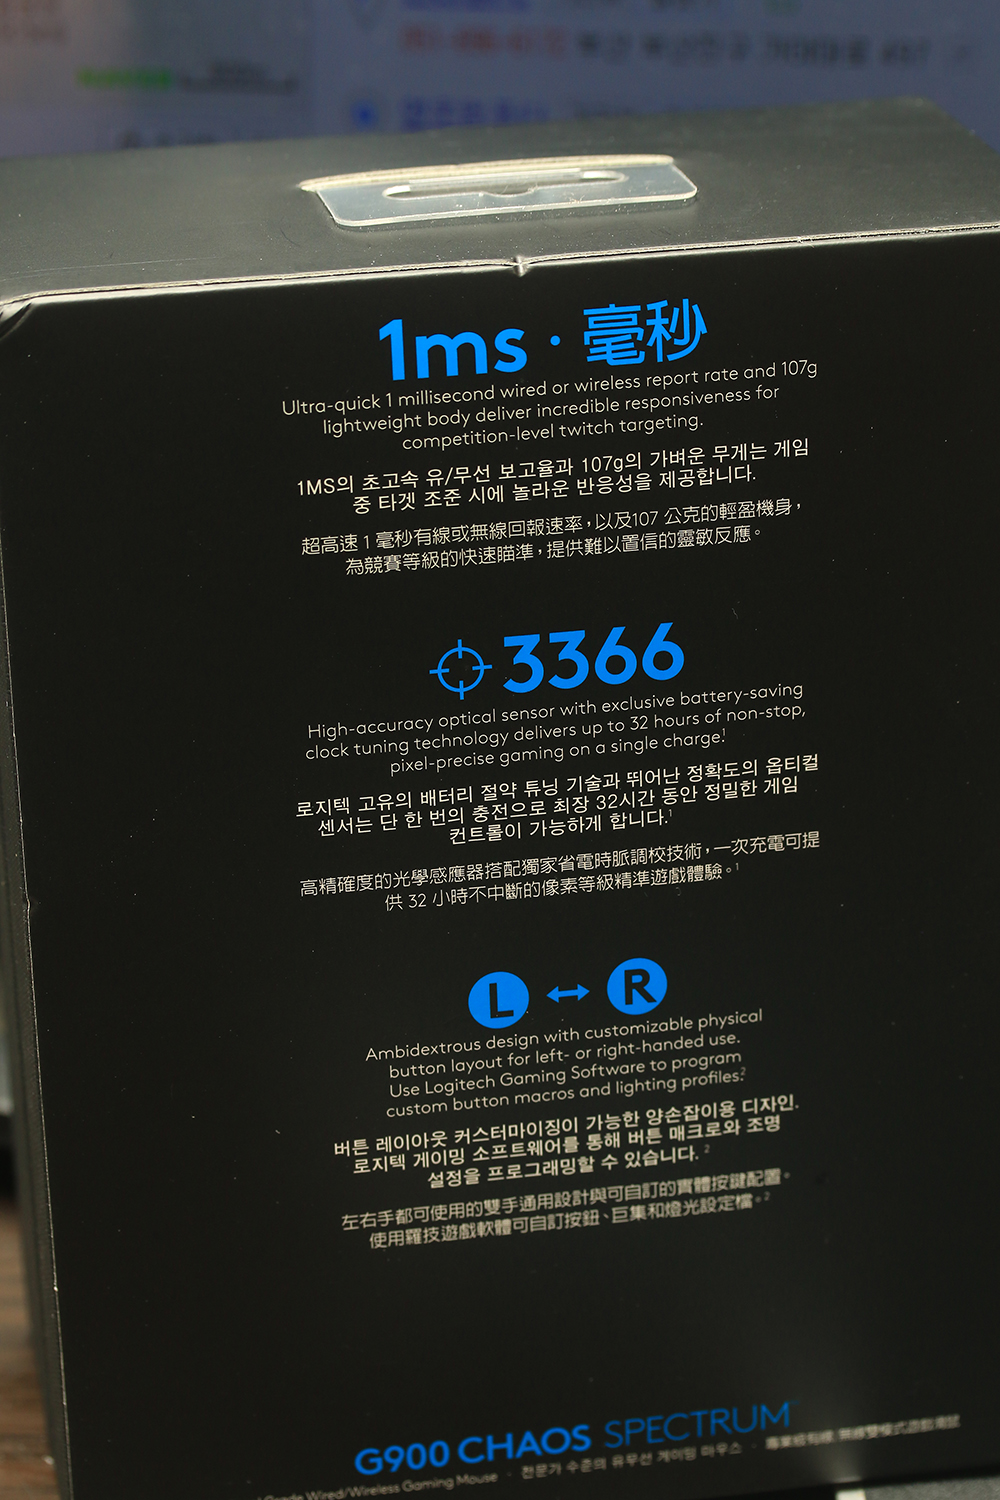 1ms · 毫秒
Ultra-quick 1 millisecond wired or wireless report rate and 107g
lightweight body deliver incredible responsiveness for
competition-level twitch targeting.
1MS의 초고속 유/무선 보고율과 107g의 가벼운 무게는 게임
중 타겟 조준 시에 놀라운 반응성을 제공합니다.
超高速 1 毫秒有線或無線回報速率，以及107 公克的輕盈機身，
為競賽等級的快速瞄準，提供難以置信的靈敏反應。
3366
High-accuracy optical sensor with exclusive battery-saving
clock tuning technology delivers up to 32 hours of non-stop,
pixel-precise gaming on a single charge.¹
로지텍 고유의 배터리 절약 튜닝 기술과 뛰어난 정확도의 옵티컬
센서는 단 한 번의 충전으로 최장 32시간 동안 정밀한 게임
컨트롤이 가능하게 합니다.¹
高精確度的光學感應器搭配獨家省電時脈調校技術，一次充電可提
供 32 小時不中斷的像素等級精準遊戲體驗。¹
L ↔ R
Ambidextrous design with customizable physical
button layout for left- or right-handed use.
Use Logitech Gaming Software to program
custom button macros and lighting profiles.²
버튼 레이아웃 커스터마이징이 가능한 양손잡이용 디자인.
로지텍 게이밍 소프트웨어를 통해 버튼 매크로와 조명
설정을 프로그래밍할 수 있습니다. ²
左右手都可使用的雙手通用設計與可自訂的實體按鍵配置。
使用羅技遊戲軟體可自訂按鈕、巨集和燈光設定檔。²
G900 CHAOS SPECTRUM
Grade Wired/Wireless Gaming Mouse · 전문가 수준의 유무선 게이밍 마우스 ·